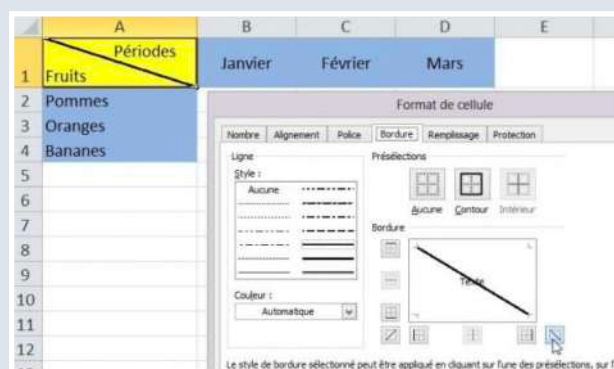 A B C D E
Périodes
1 Fruits Janvier Février Mars
2 Pommes
3 Oranges
4 Bananes
5
6
7
8
9
10
11
12
Format de cellule
Nombre Alignement Police Bordure Remplissage Protection
Ligne
Style :
Aucune
Couleur :
Automatique
Présélections
Aucune Contour Intérieur
Bordure
Texte
Le style de bordure sélectionné peut être appliqué en cliquant sur l'une des présélections, sur l'